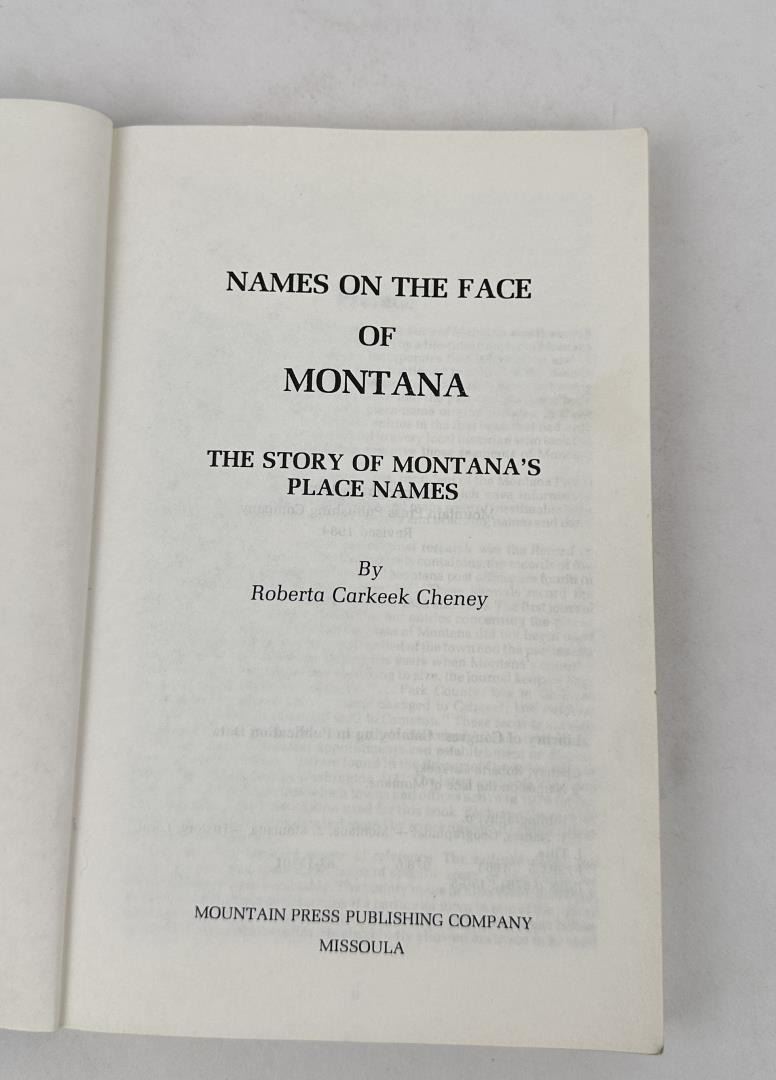 NAMES ON THE FACE
OF
MONTANA
THE STORY OF MONTANA'S
PLACE NAMES
By
Roberta Carkeek Cheney
MOUNTAIN PRESS PUBLISHING COMPANY
MISSOULA